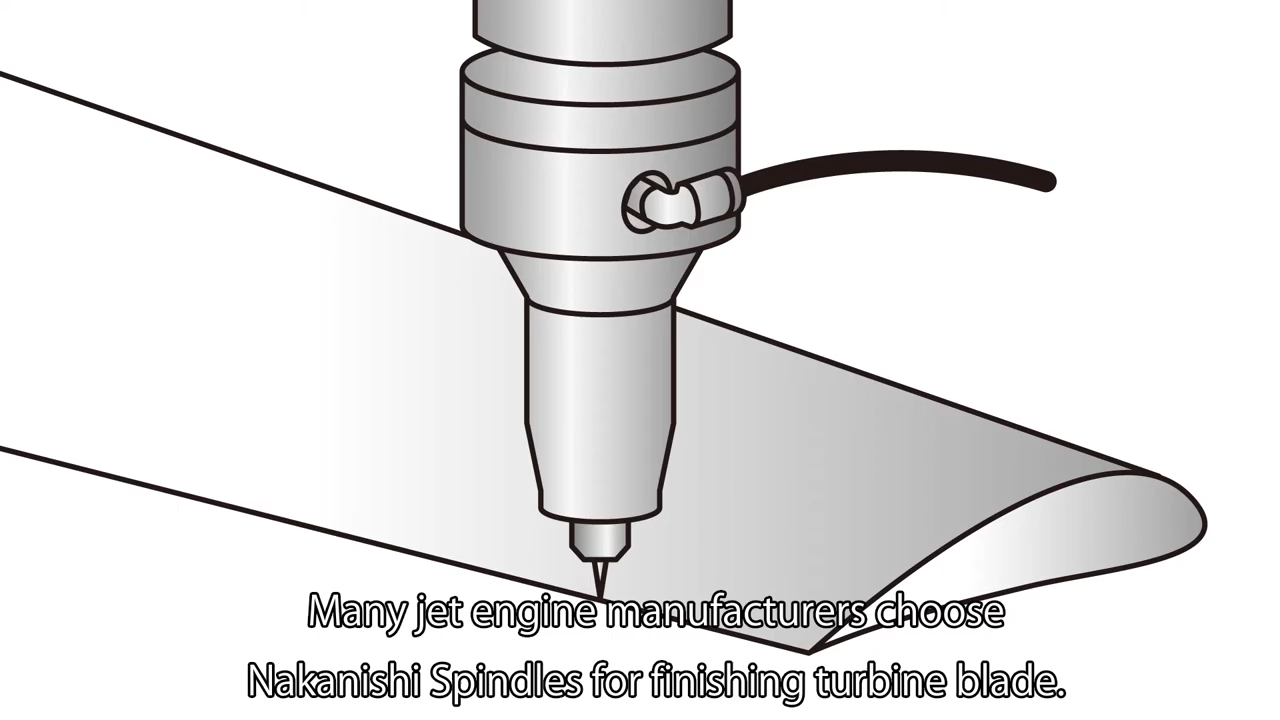 Many jet engine manufacturers choose
Nakanishi Spindles for finishing turbine blade.